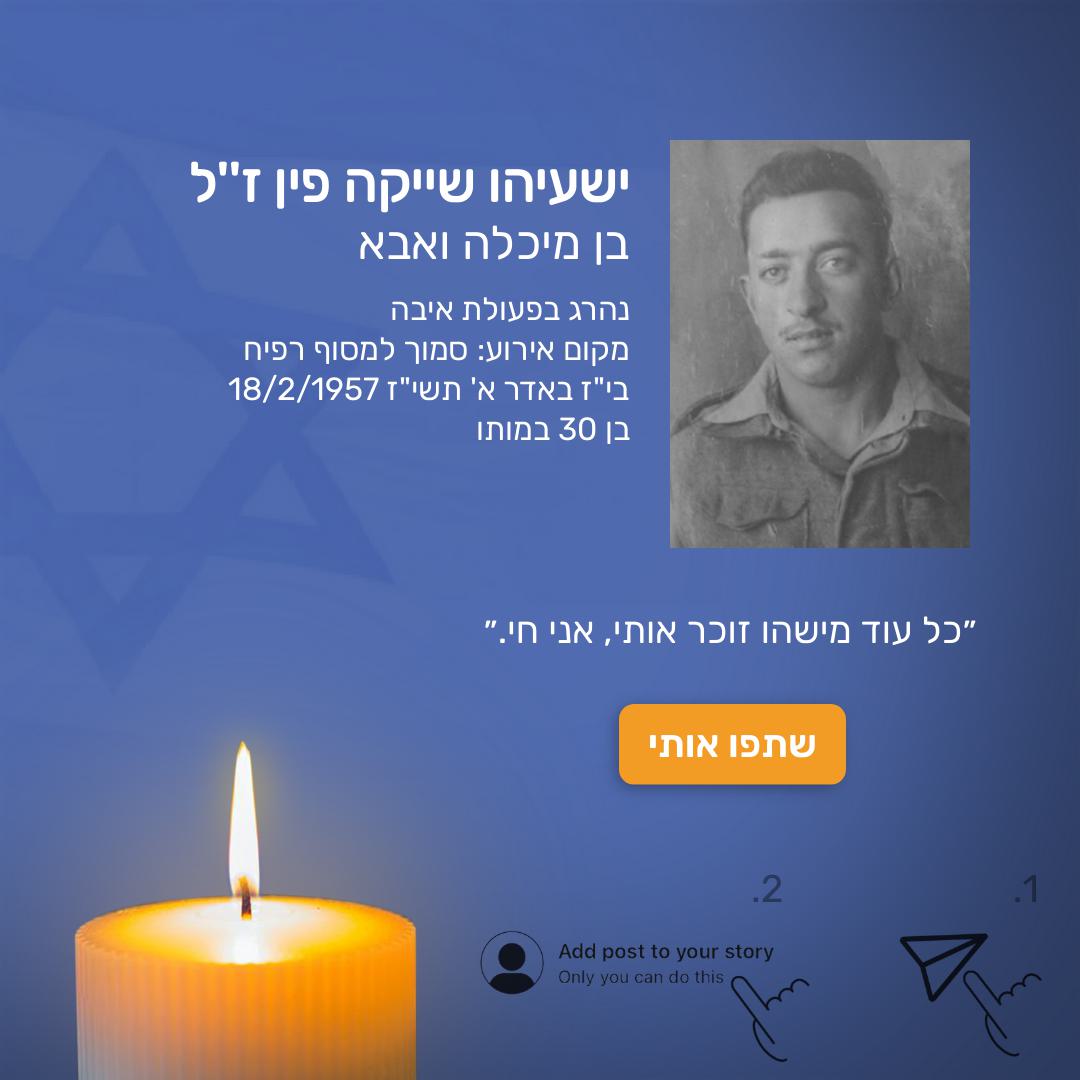 ישעיהו שייקה פין ז"ל
בן מיכלה ואבא
נהרג בפעולת איבה
מקום אירוע: סמוך למסוף רפיח
בי"ז באדר א' תשי"ז 18/2/1957
בן 30 במותו
״כל עוד מישהו זוכר אותי, אני חי.״
שתפו אותי
1.
2.
Add post to your story
Only you can do this